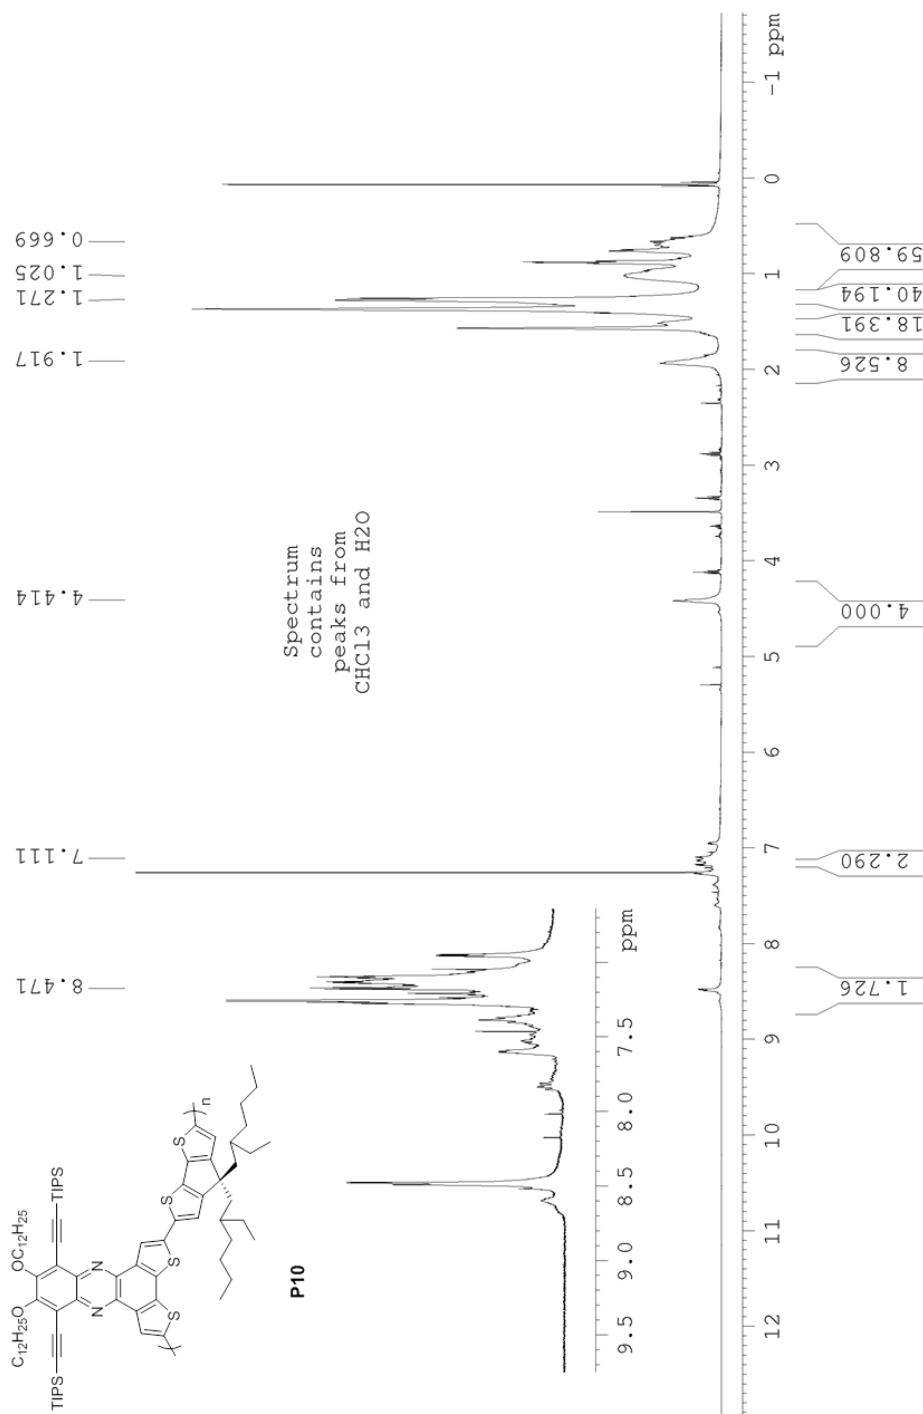 0.669
1.025
1.271
1.917
4.414
7.111
8.471
Spectrum
contains
peaks from
CHCl3 and H2O
C12H25O
OC12H25
TIPS
TIPS
N
N
S
S
S
S
n
P10
9.5 9.0 8.5 8.0 7.5 ppm
12 11 10 9 8 7 6 5 4 3 2 1 0 -1 ppm
1.726
2.290
4.000
8.526
18.391
40.194
59.809